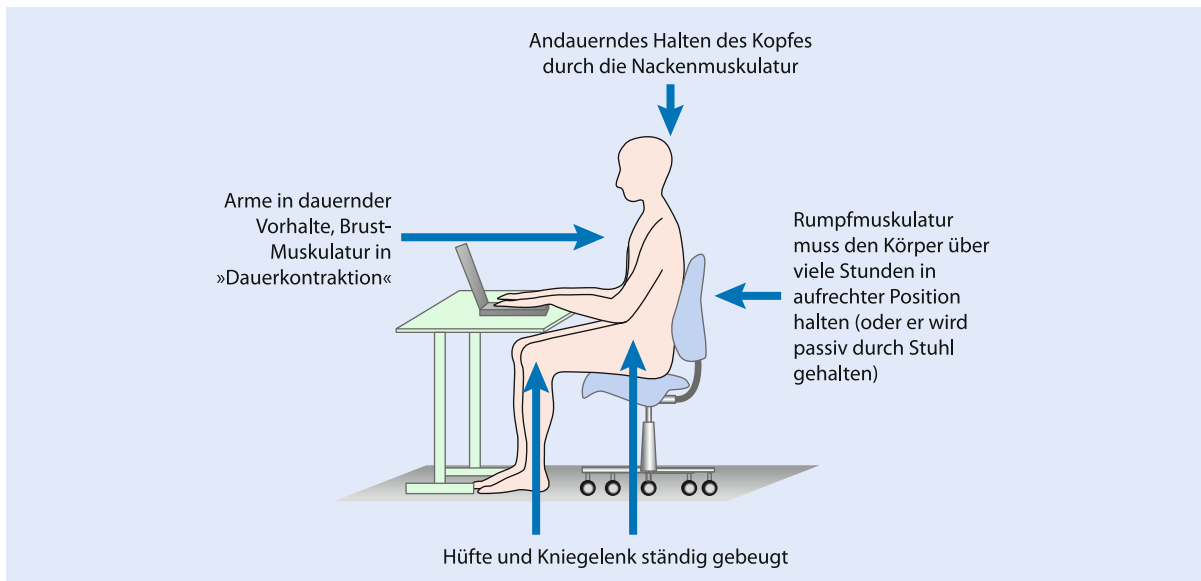 Andauerndes Halten des Kopfes
durch die Nackenmuskulatur
Arme in dauernder
Vorhalte, Brust-
Muskulatur in
»Dauerkontraktion«
Rumpfmuskulatur
muss den Körper über
viele Stunden in
aufrechter Position
halten (oder er wird
passiv durch Stuhl
gehalten)
Hüfte und Kniegelenk ständig gebeugt